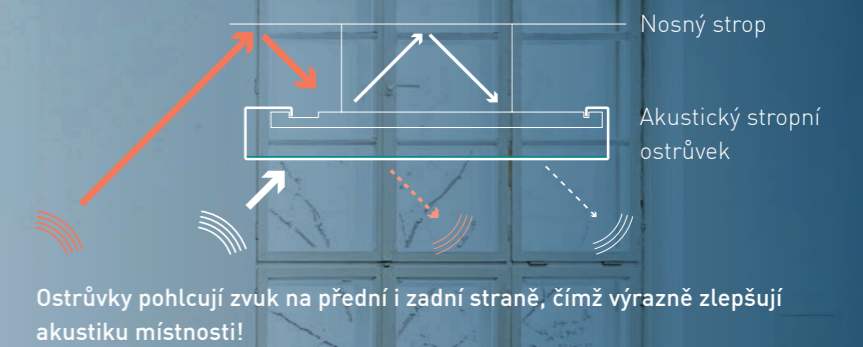 Nosný strop
Akustický stropní
ostrůvek
Ostrůvky pohlcují zvuk na přední i zadní straně, čímž výrazně zlepšují
akustiku místnosti!